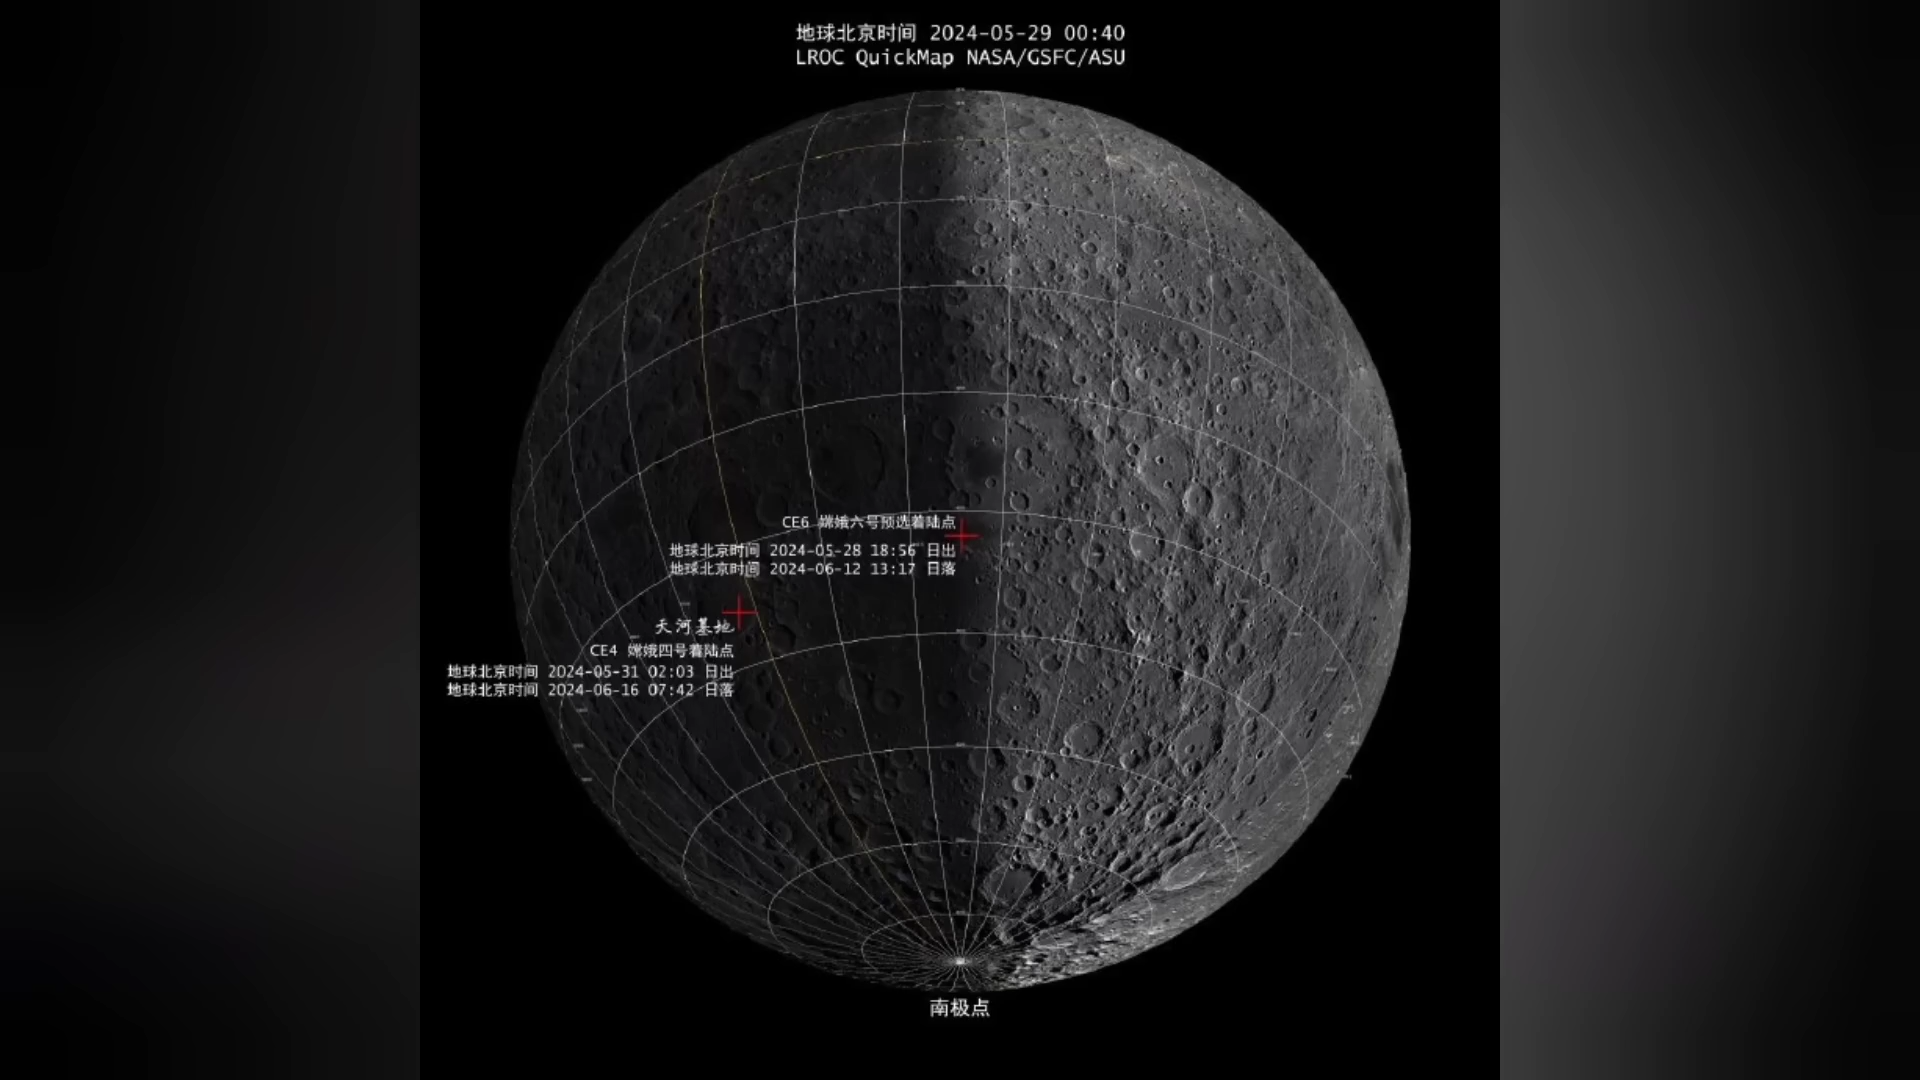 地球北京时间 2024-05-29 00:40
LROC QuickMap NASA/GSFC/ASU
CE6 嫦娥六号预选着陆点
地球北京时间 2024-05-28 18:56 日出
地球北京时间 2024-06-12 13:17 日落
天河基地
CE4 嫦娥四号着陆点
地球北京时间 2024-05-31 02:03 日出
地球北京时间 2024-06-16 07:42 日落
南极点